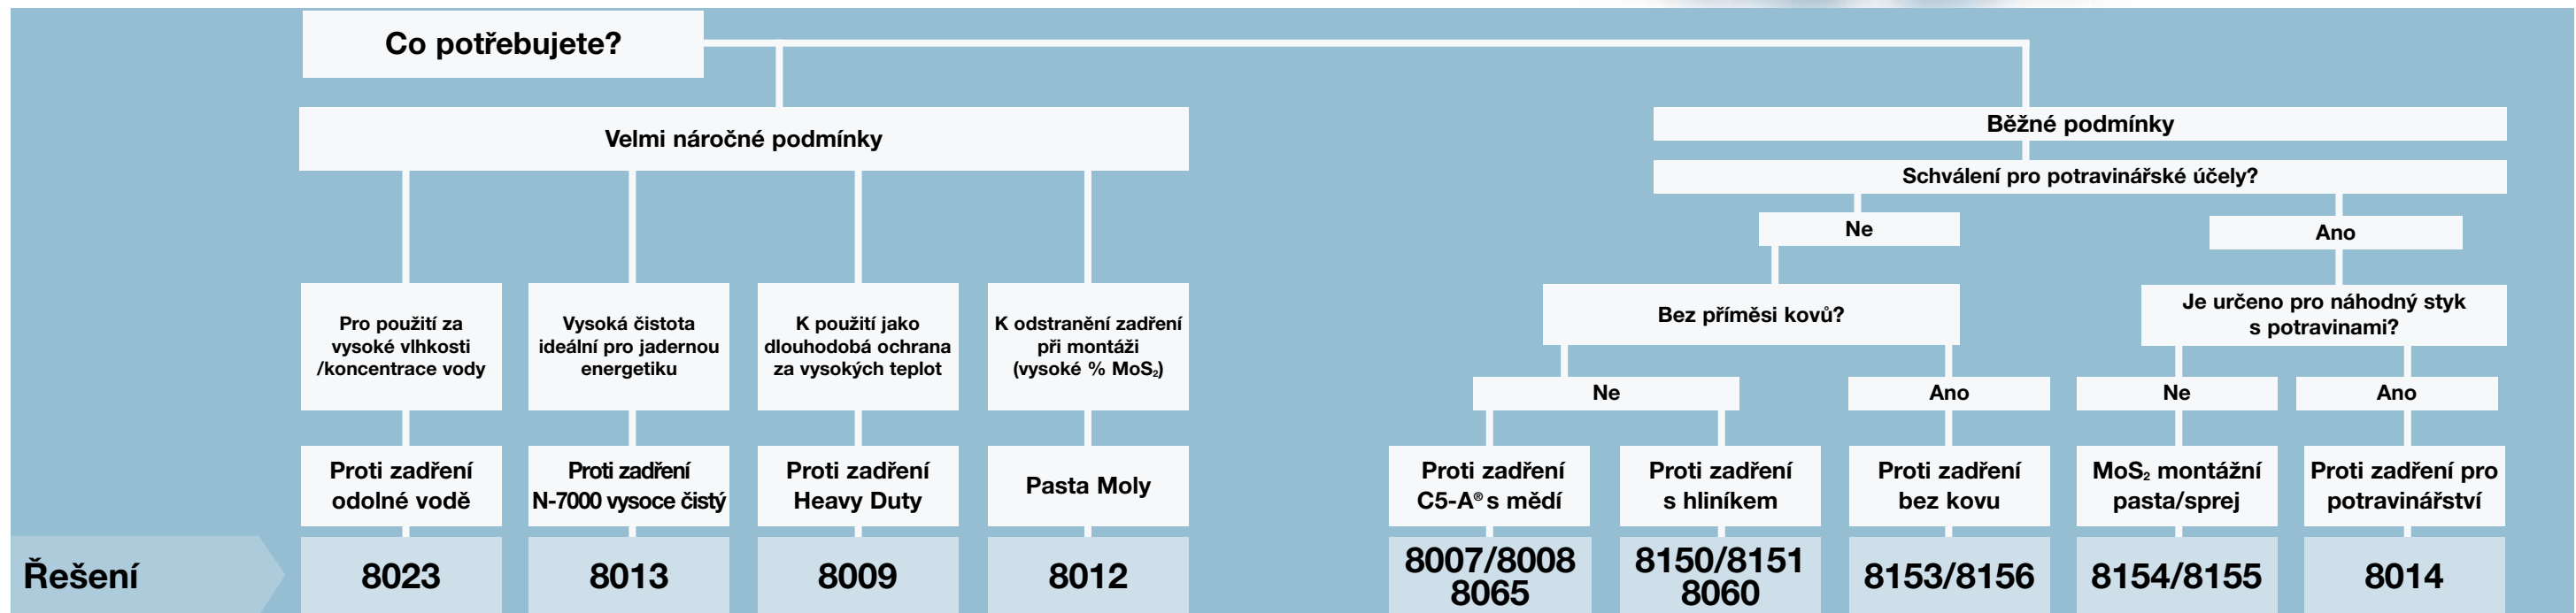 Co potřebujete?
Velmi náročné podmínky
Běžné podmínky
Schválení pro potravinářské účely?
Ne
Ano
Pro použití za
vysoké vlhkosti
/koncentrace vody
Vysoká čistota
ideální pro jadernou
energetiku
K použití jako
dlouhodobá ochrana
za vysokých teplot
K odstranění zadření
při montáži
(vysoké % MoS₂)
Bez příměsi kovů?
Je určeno pro náhodný styk
s potravinami?
Ne
Ano
Ne
Ano
Proti zadření
odolné vodě
Proti zadření
N-7000 vysoce čistý
Proti zadření
Heavy Duty
Pasta Moly
Proti zadření
C5-A® s mědí
Proti zadření
s hliníkem
Proti zadření
bez kovu
MoS₂ montážní
pasta/sprej
Proti zadření pro
potravinářství
Řešení
8023
8013
8009
8012
8007/8008
8065
8150/8151
8060
8153/8156
8154/8155
8014